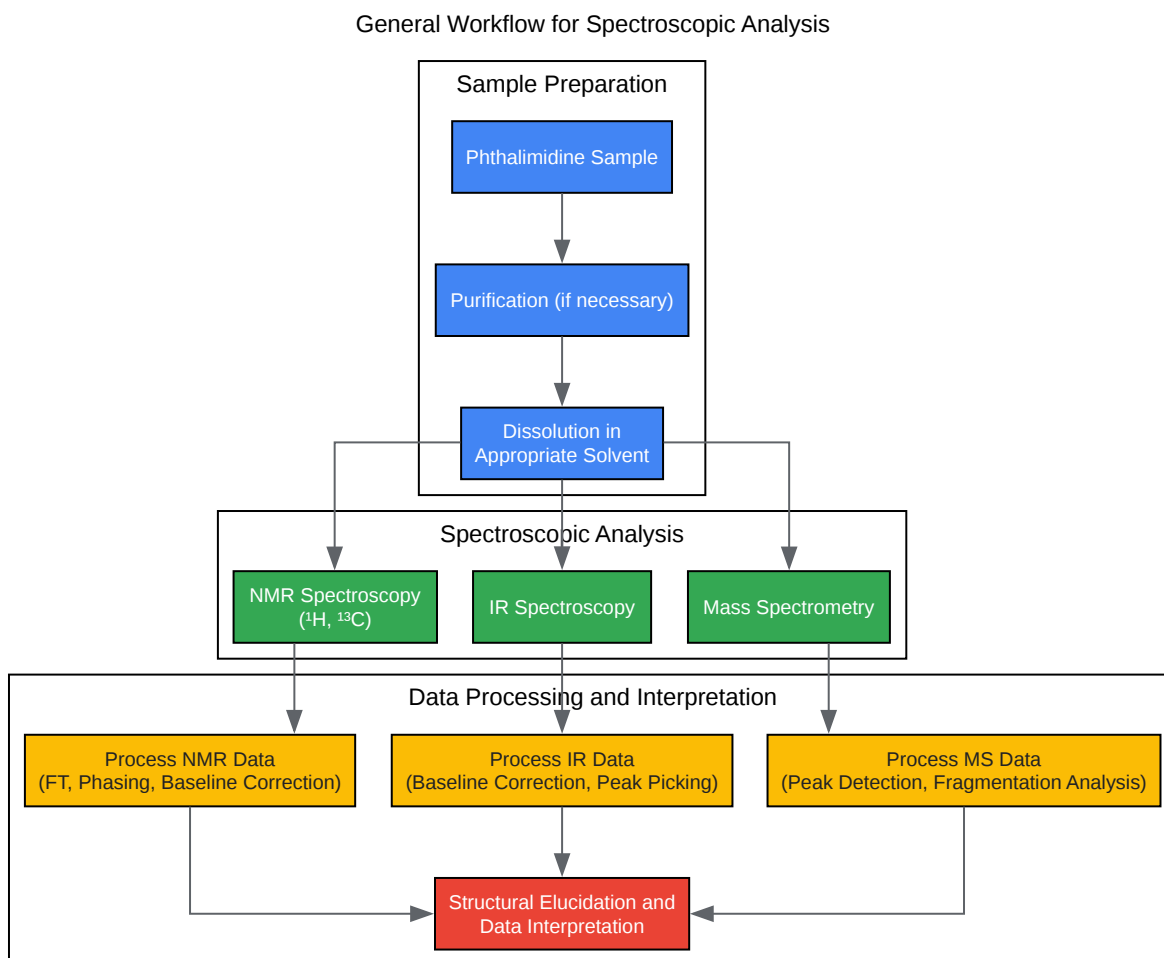 General Workflow for Spectroscopic Analysis
Sample Preparation
Phthalimidine Sample
Purification (if necessary)
Dissolution in
Appropriate Solvent
Spectroscopic Analysis
NMR Spectroscopy
(¹H, ¹³C)
IR Spectroscopy
Mass Spectrometry
Data Processing and Interpretation
Process NMR Data
(FT, Phasing, Baseline Correction)
Process IR Data
(Baseline Correction, Peak Picking)
Process MS Data
(Peak Detection, Fragmentation Analysis)
Structural Elucidation and
Data Interpretation